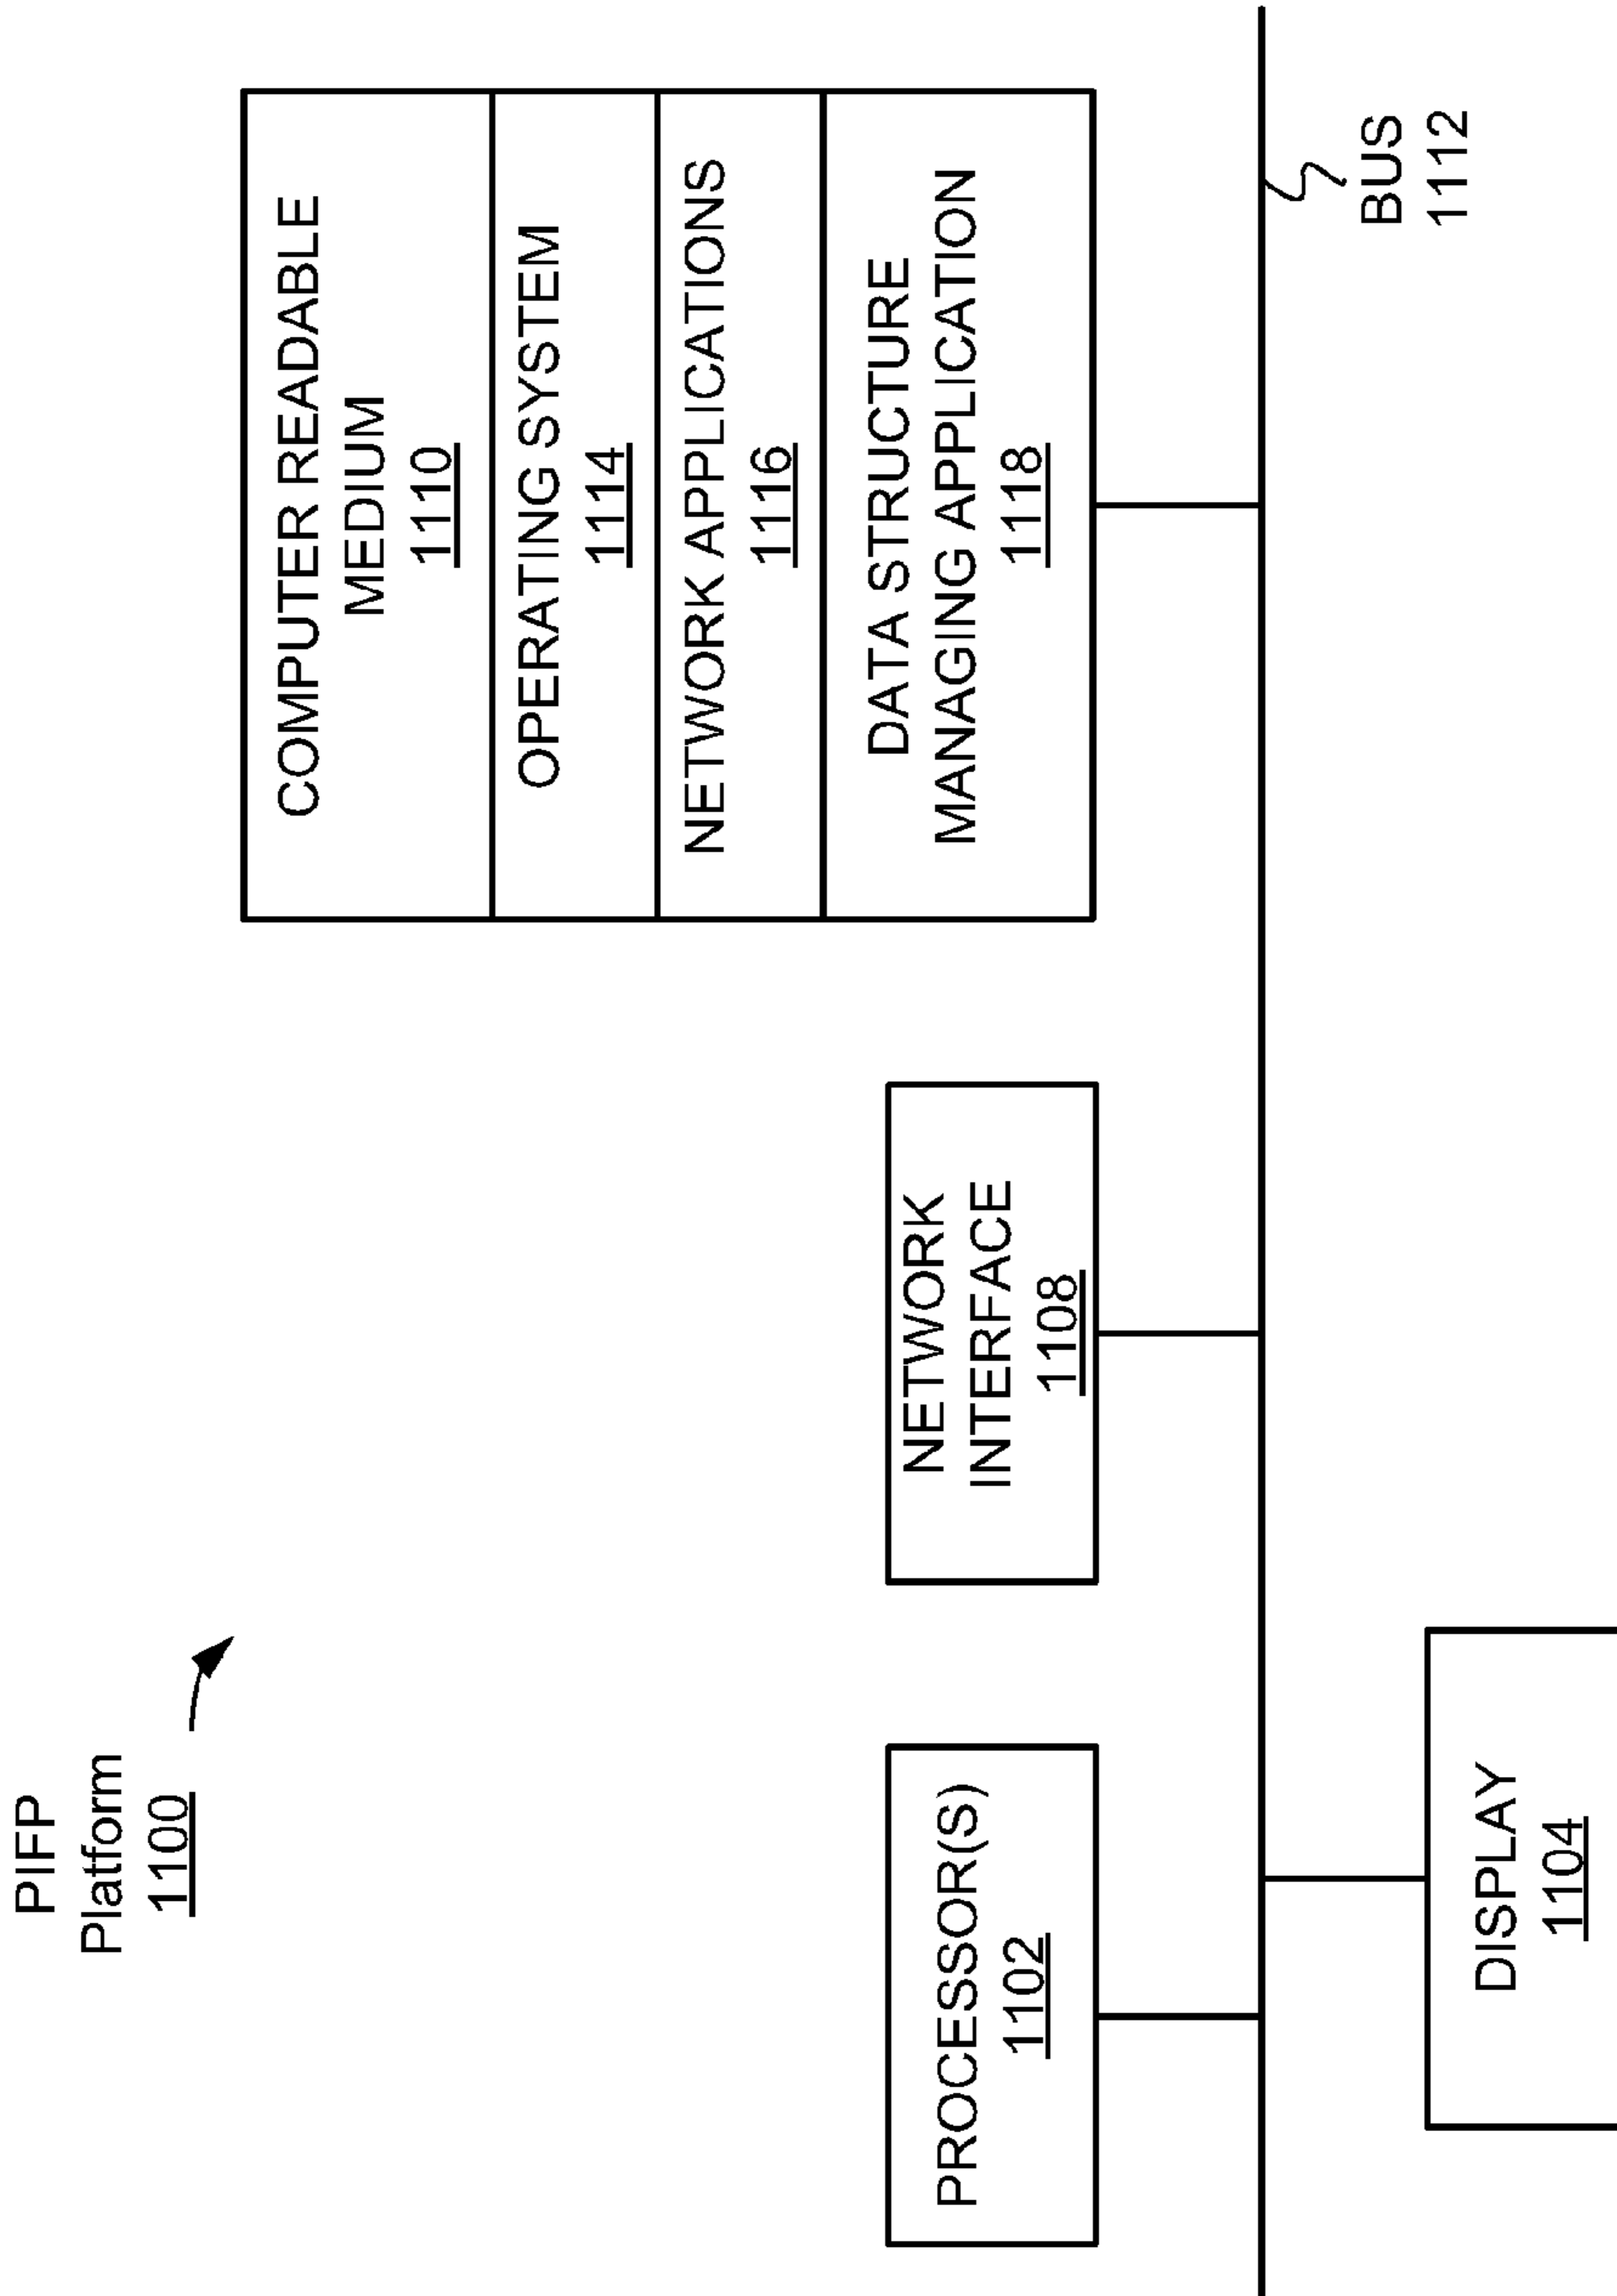 PIFP
Platform
1100
COMPUTER READABLE
MEDIUM
1110
OPERATING SYSTEM
1114
NETWORK APPLICATIONS
1116
DATA STRUCTURE
MANAGING APPLICATION
1118
PROCESSOR(S)
1102
NETWORK
INTERFACE
1108
BUS
1112
DISPLAY
1104